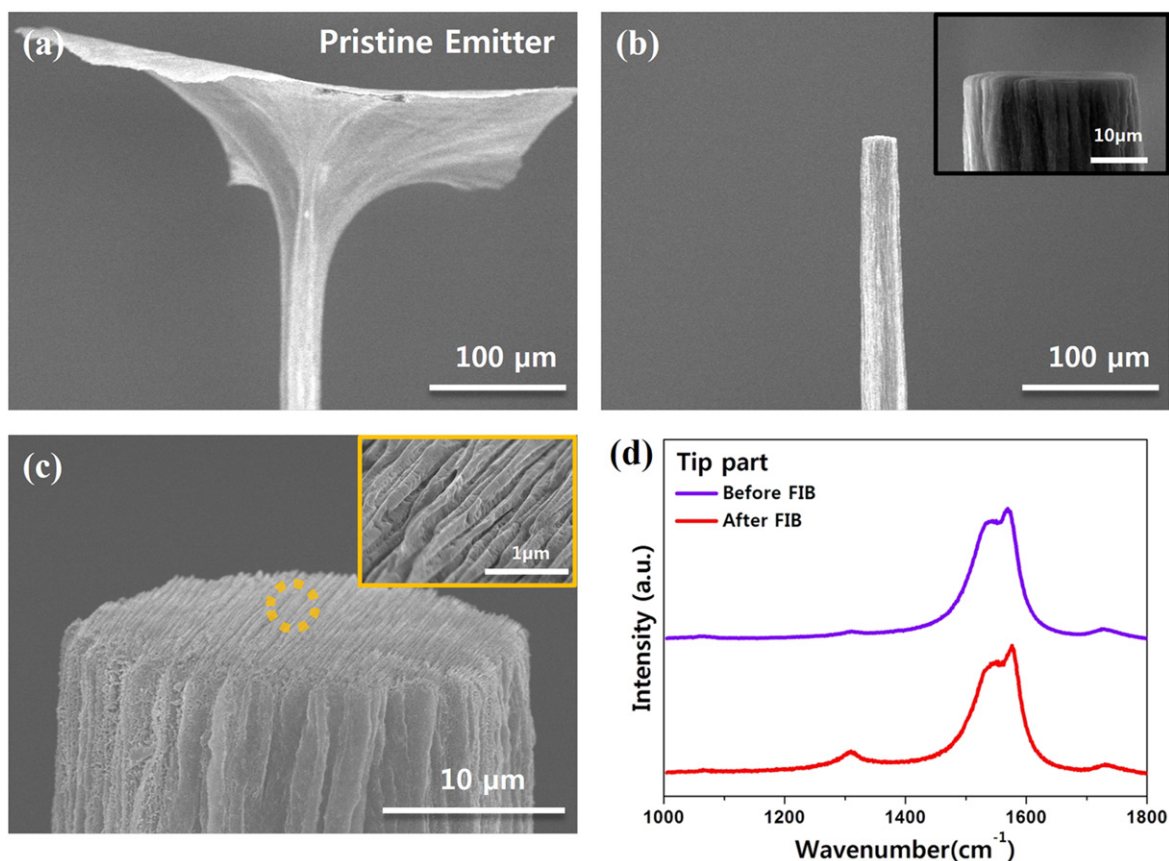 (a)
Pristine Emitter
100 μm
(b)
10μm
100 μm
(c)
1μm
10 μm
(d)
Tip part
Before FIB
After FIB
Intensity (a.u.)
1000 1200 1400 1600 1800
Wavenumber(cm⁻¹)